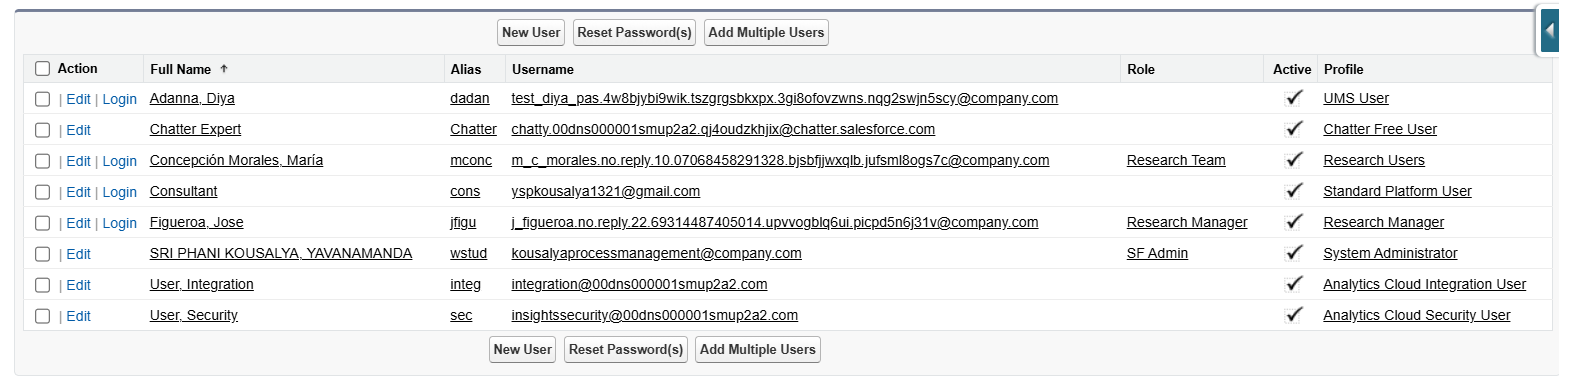 New User Reset Password(s) Add Multiple Users
Action Full Name ↑ Alias Username Role Active Profile
| Edit | Login Adanna, Diya dadan test_diya_pas.4w8bjybi9wik.tszgrgsbkxpx.3gi8ofovzwns.nqg2swjn5scy@company.com UMS User
| Edit Chatter Expert Chatter chatty.00dns000001smup2a2.qj4oudzkhjix@chatter.salesforce.com Chatter Free User
| Edit | Login Concepción Morales, María mconc m_c_morales.no.reply.10.07068458291328.bjsbfjjwxqlb.jufsml8ogs7c@company.com Research Team Research Users
| Edit | Login Consultant cons yspkousalya1321@gmail.com Standard Platform User
| Edit | Login Figueroa, Jose jfigu j_figueroa.no.reply.22.69314487405014.upvvogblq6ui.picpd5n6j31v@company.com Research Manager Research Manager
| Edit SRI PHANI KOUSALYA, YAVANAMANDA wstud kousalyaprocessmanagement@company.com SF Admin System Administrator
| Edit User, Integration integ integration@00dns000001smup2a2.com Analytics Cloud Integration User
| Edit User, Security sec insightssecurity@00dns000001smup2a2.com Analytics Cloud Security User
New User Reset Password(s) Add Multiple Users